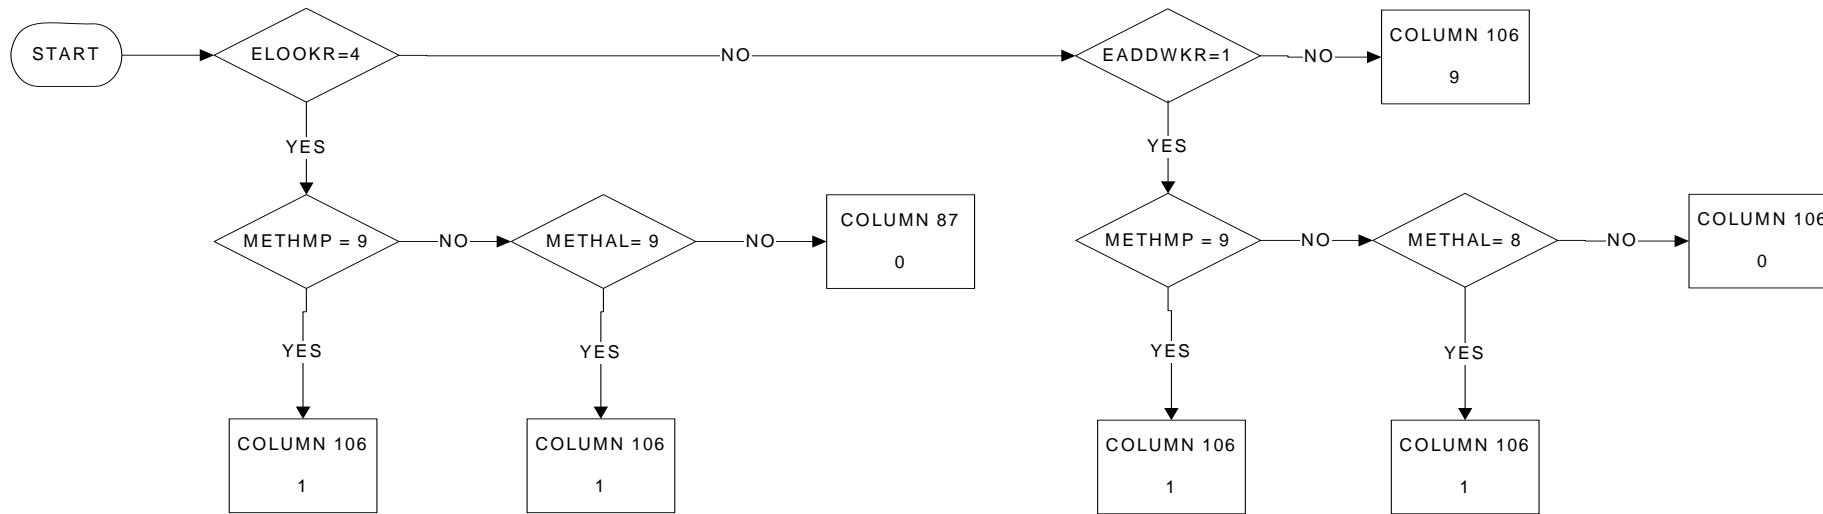 START
ELOOKR=4
NO
EADDWKR=1
NO
COLUMN 106
9
YES
YES
METHMP = 9
NO
METHAL= 9
NO
COLUMN 87
0
METHMP = 9
NO
METHAL= 8
NO
COLUMN 106
0
YES
YES
YES
YES
COLUMN 106
1
COLUMN 106
1
COLUMN 106
1
COLUMN 106
1